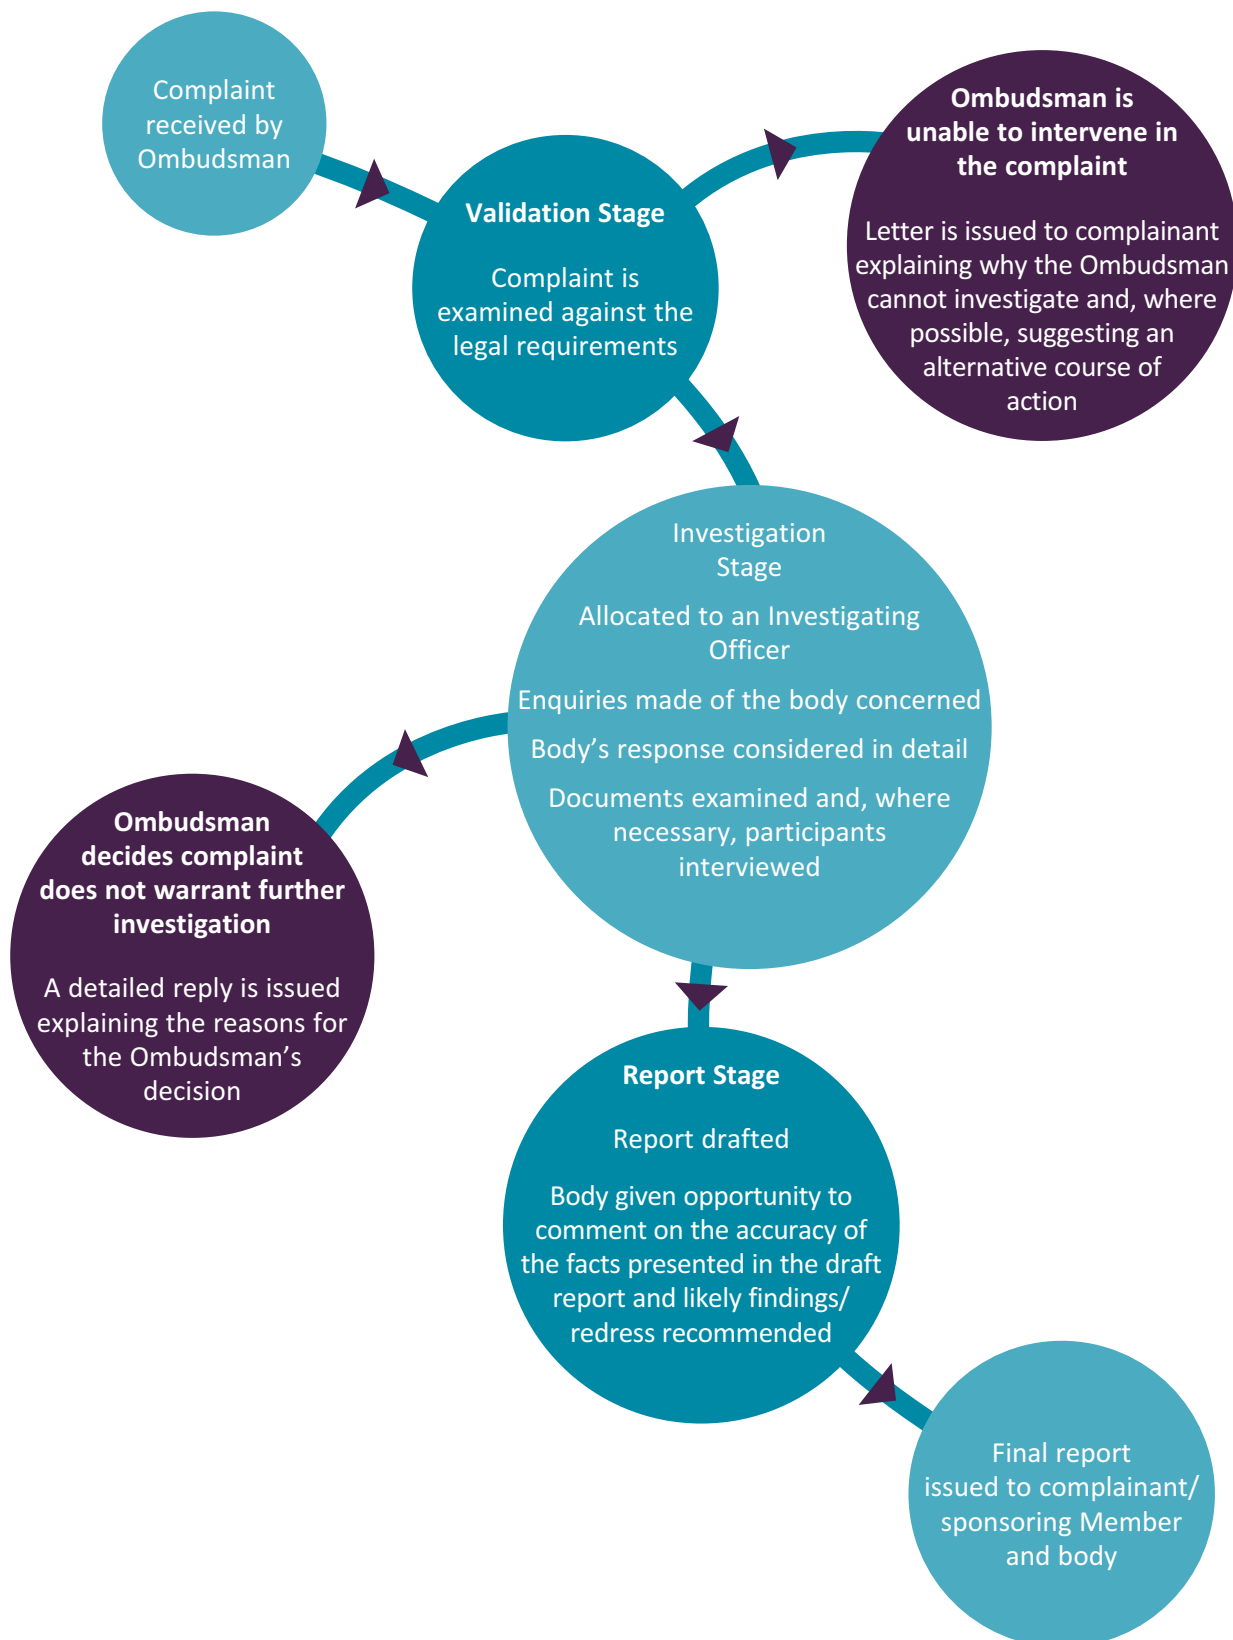 Complaint
received by
Ombudsman
Ombudsman is
unable to intervene in
the complaint
Letter is issued to complainant
explaining why the Ombudsman
cannot investigate and, where
possible, suggesting an
alternative course of
action
Validation Stage
Complaint is
examined against the
legal requirements
Investigation
Stage
Allocated to an Investigating
Officer
Enquiries made of the body concerned
Body’s response considered in detail
Documents examined and, where
necessary, participants
interviewed
Ombudsman
decides complaint
does not warrant further
investigation
A detailed reply is issued
explaining the reasons for
the Ombudsman’s
decision
Report Stage
Report drafted
Body given opportunity to
comment on the accuracy of
the facts presented in the draft
report and likely findings/
redress recommended
Final report
issued to complainant/
sponsoring Member
and body